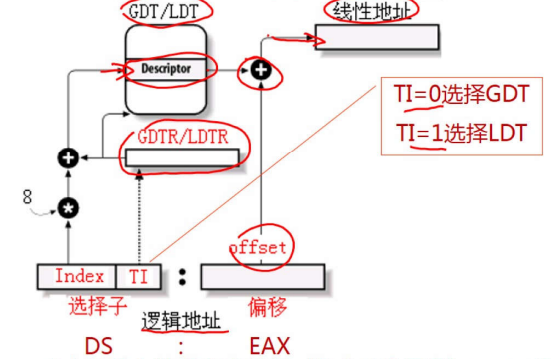 GDT/LDT
线性地址
Descriptor
TI=0选择GDT
TI=1选择LDT
GDTR/LDTR
8
offset
Index TI :
选择子 偏移
逻辑地址
DS : EAX